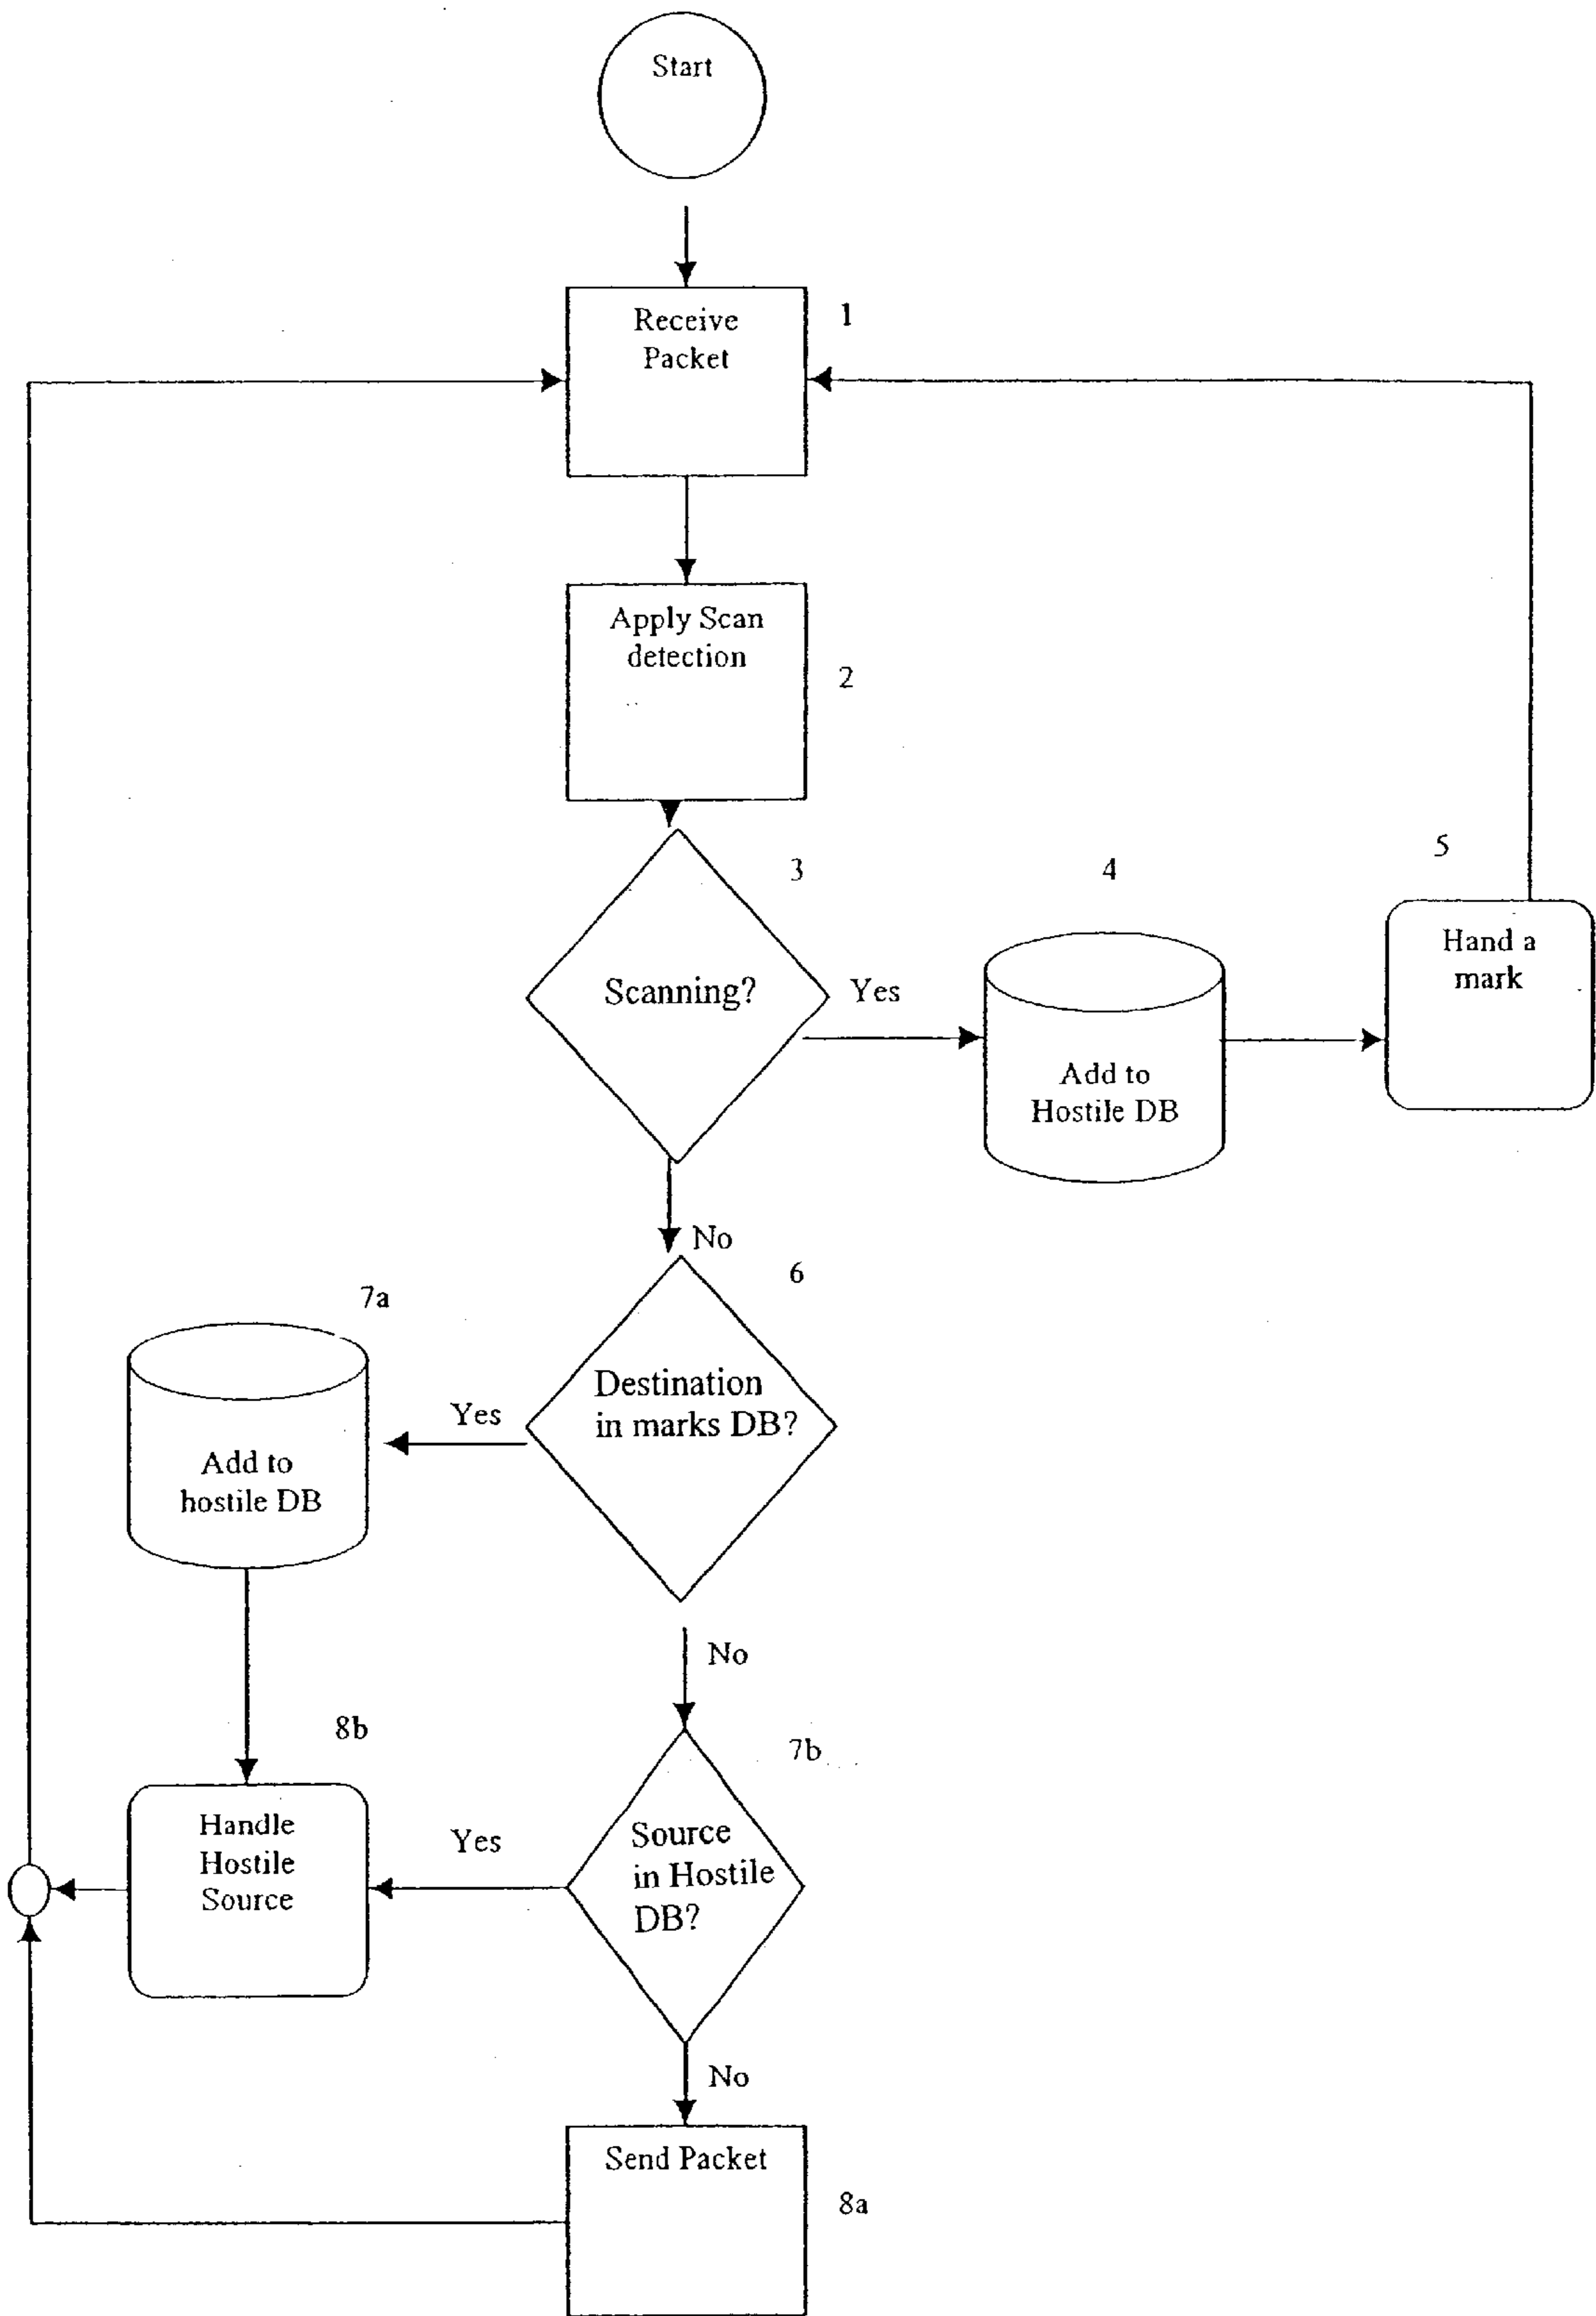 Start
Receive
Packet
1
Apply Scan
detection
2
3
Scanning?
Yes
4
Add to
Hostile DB
5
Hand a
mark
No
6
Destination
in marks DB?
Yes
7a
Add to
hostile DB
No
7b
Source
in Hostile
DB?
Yes
8b
Handle
Hostile
Source
No
Send Packet
8a